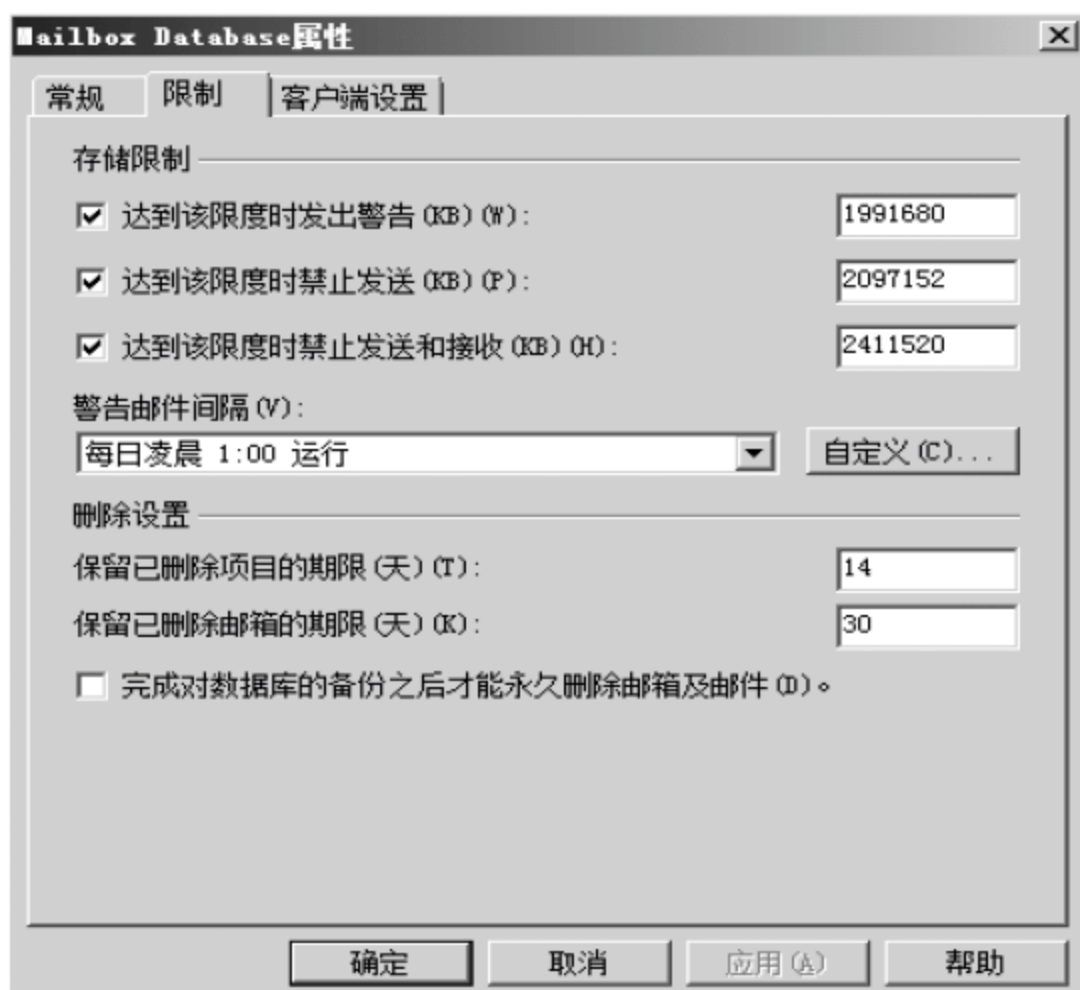 Mailbox Database属性
常规 限制 客户端设置
存储限制
达到该限度时发出警告(KB)(W): 1991680
达到该限度时禁止发送(KB)(P): 2097152
达到该限度时禁止发送和接收(KB)(H): 2411520
警告邮件间隔(V):
每日凌晨 1:00 运行 自定义(C)...
删除设置
保留已删除项目的期限(天)(T): 14
保留已删除邮箱的期限(天)(K): 30
完成对数据库的备份之后才能永久删除邮箱及邮件(D)。
确定 取消 应用(A) 帮助